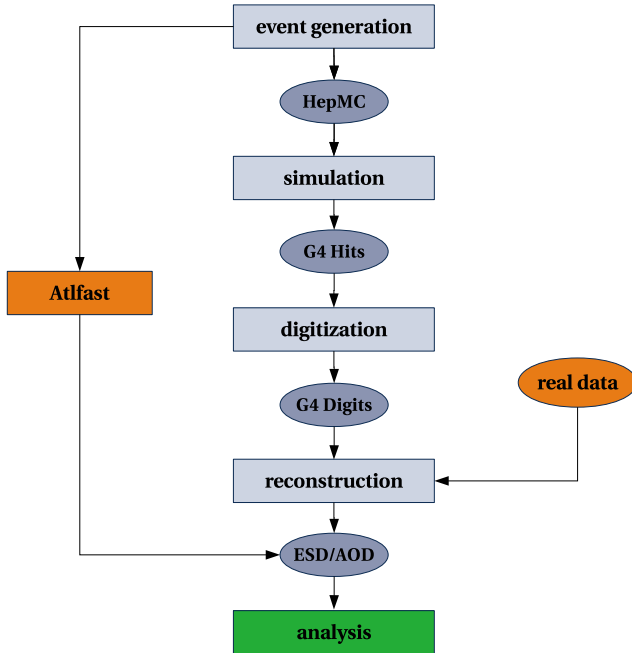 event generation
HepMC
simulation
G4 Hits
Atlfast
digitization
real data
G4 Digits
reconstruction
ESD/AOD
analysis